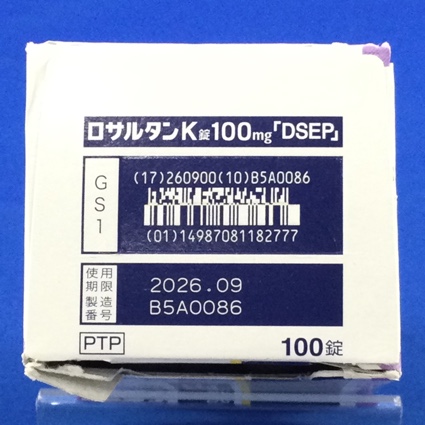 ロサルタンK錠100mg「DSEP」
GS1
(17)260900(10)B5A0086
(01)14987081182777
使用期限 2026.09
製造番号 B5A0086
PTP
100錠